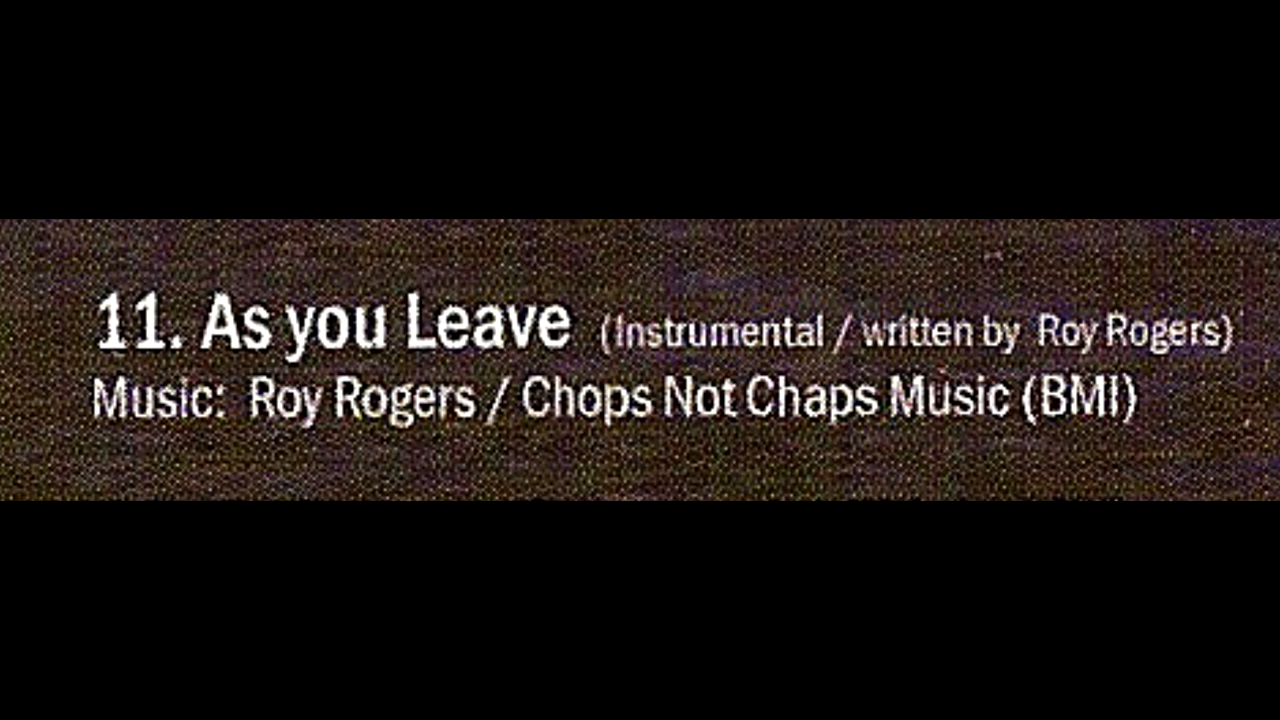 11. As you Leave (Instrumental / written by Roy Rogers)
Music: Roy Rogers / Chops Not Chaps Music (BMI)